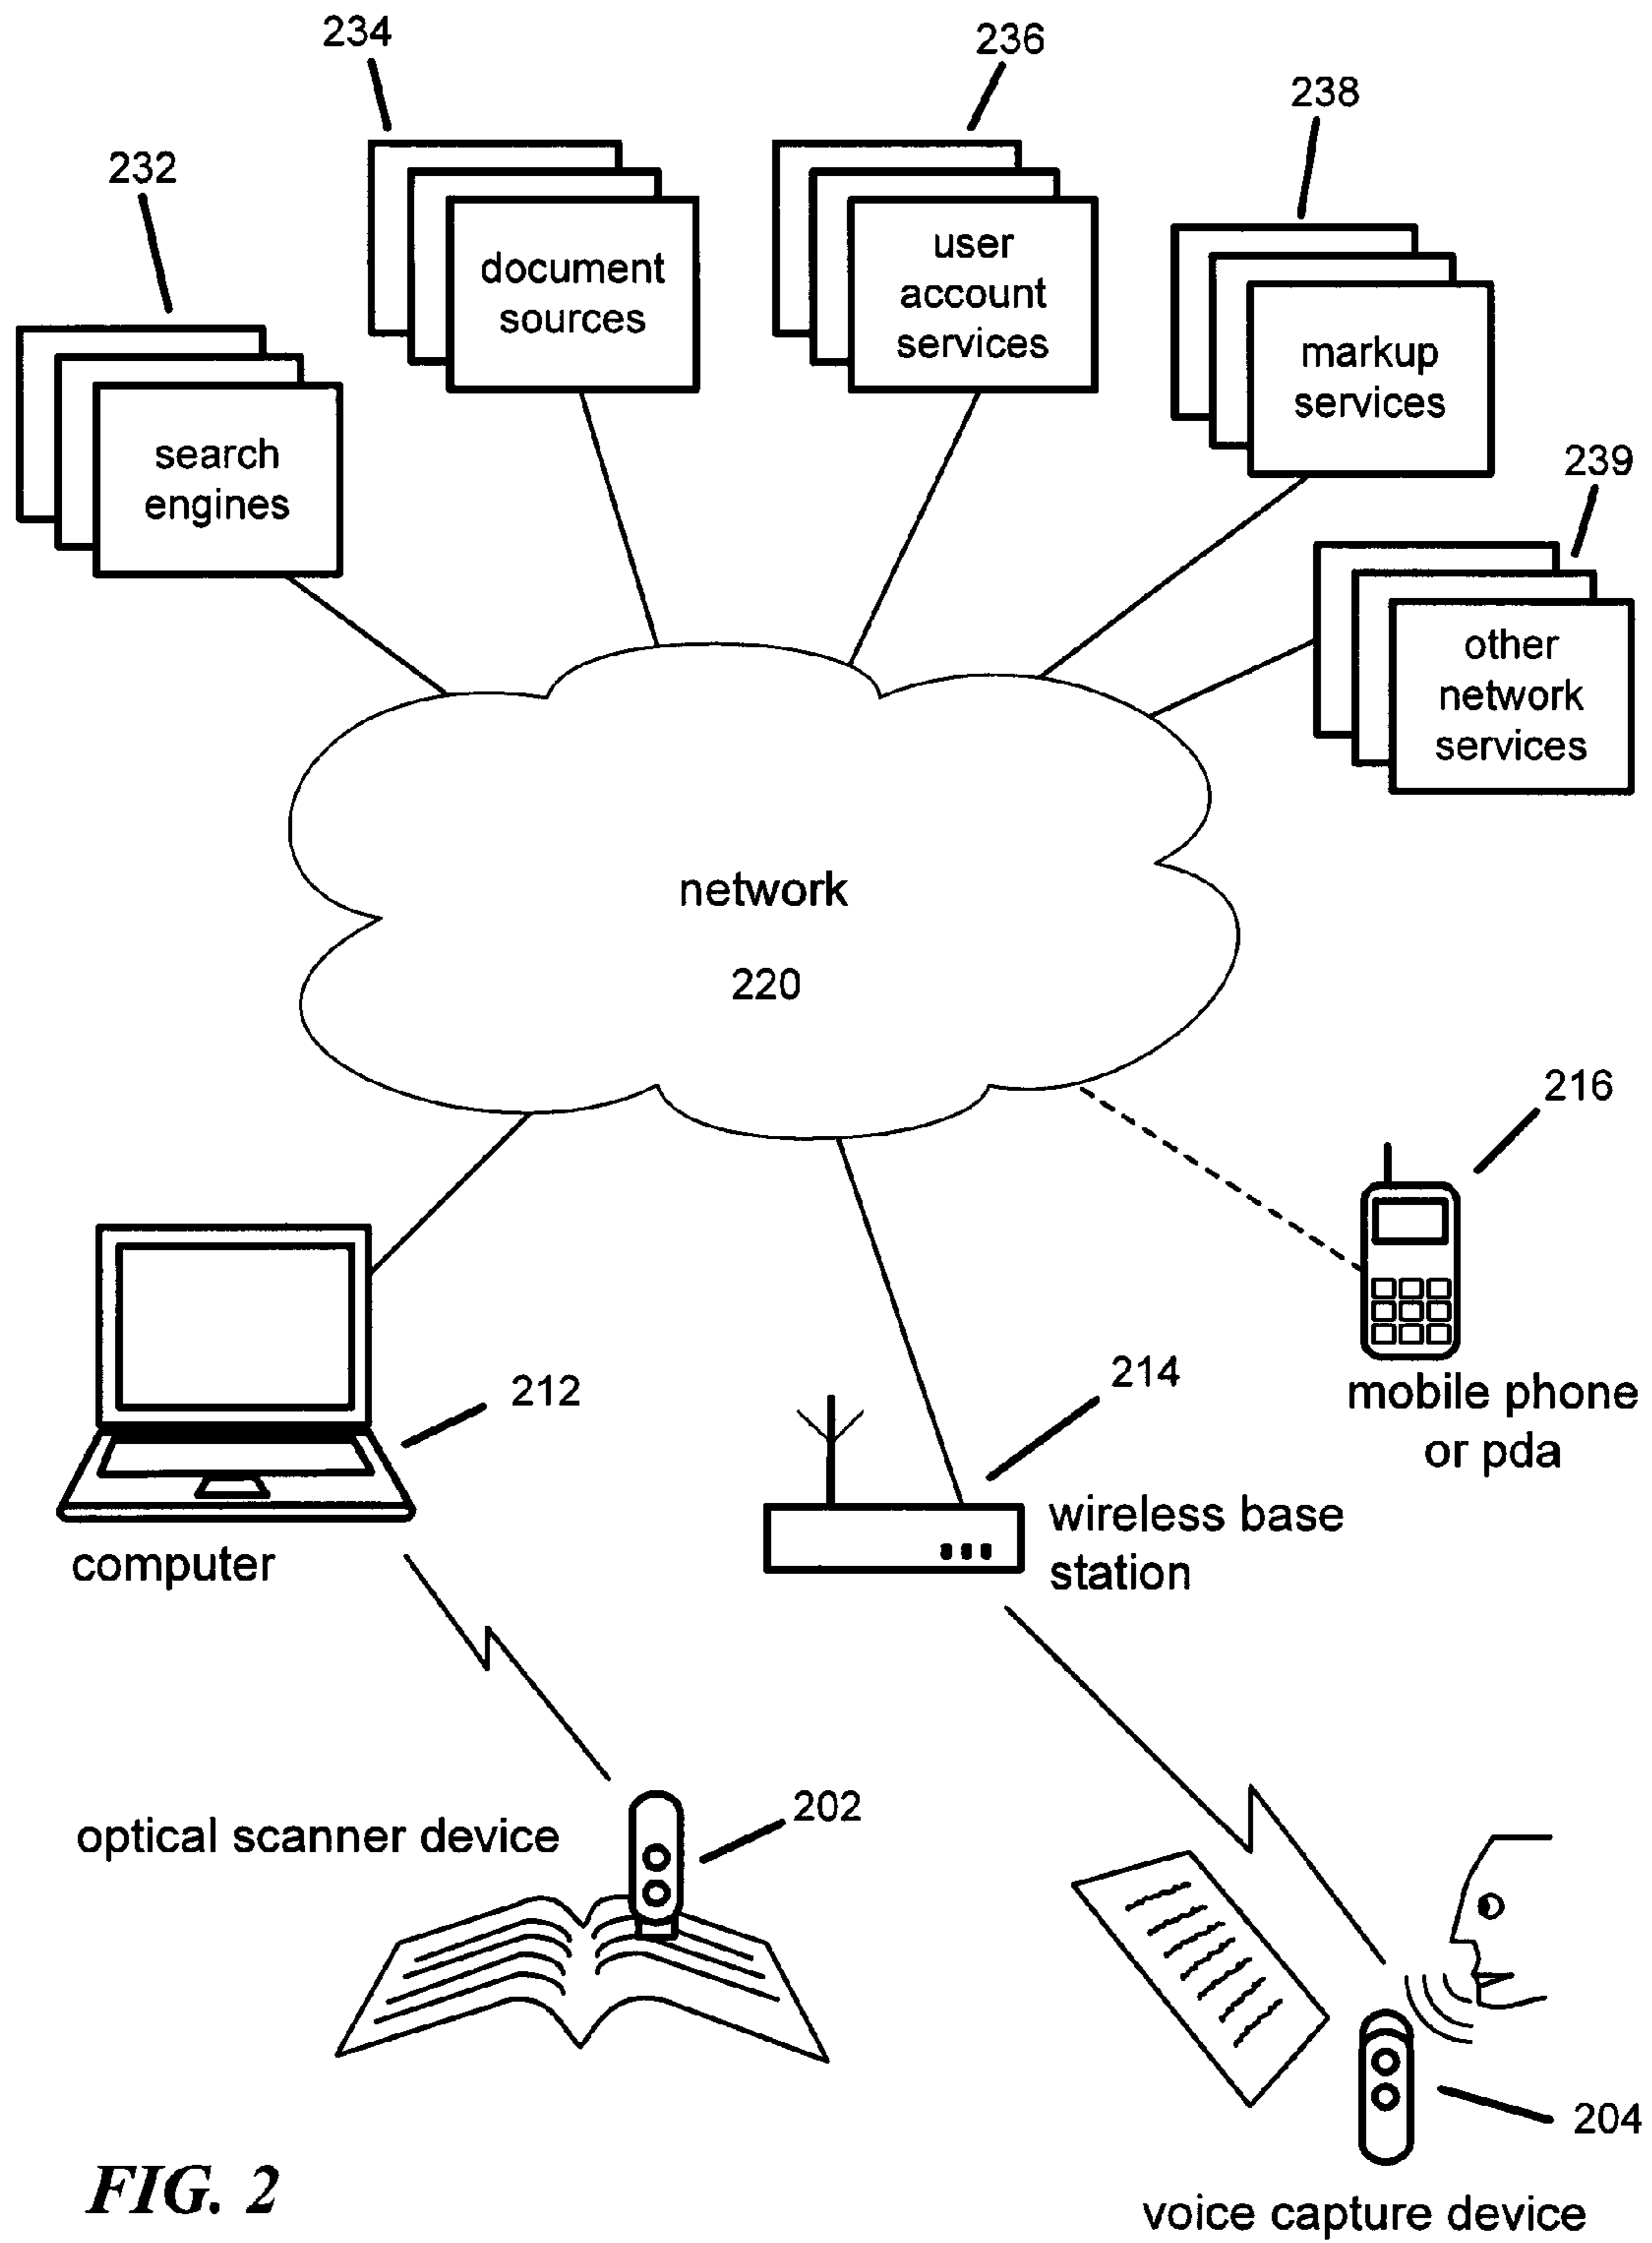 234
236
238
232
document
sources
user
account
services
markup
services
search
engines
239
other
network
services
network
220
216
mobile phone
or pda
214
212
wireless base
station
computer
202
optical scanner device
204
FIG. 2
voice capture device